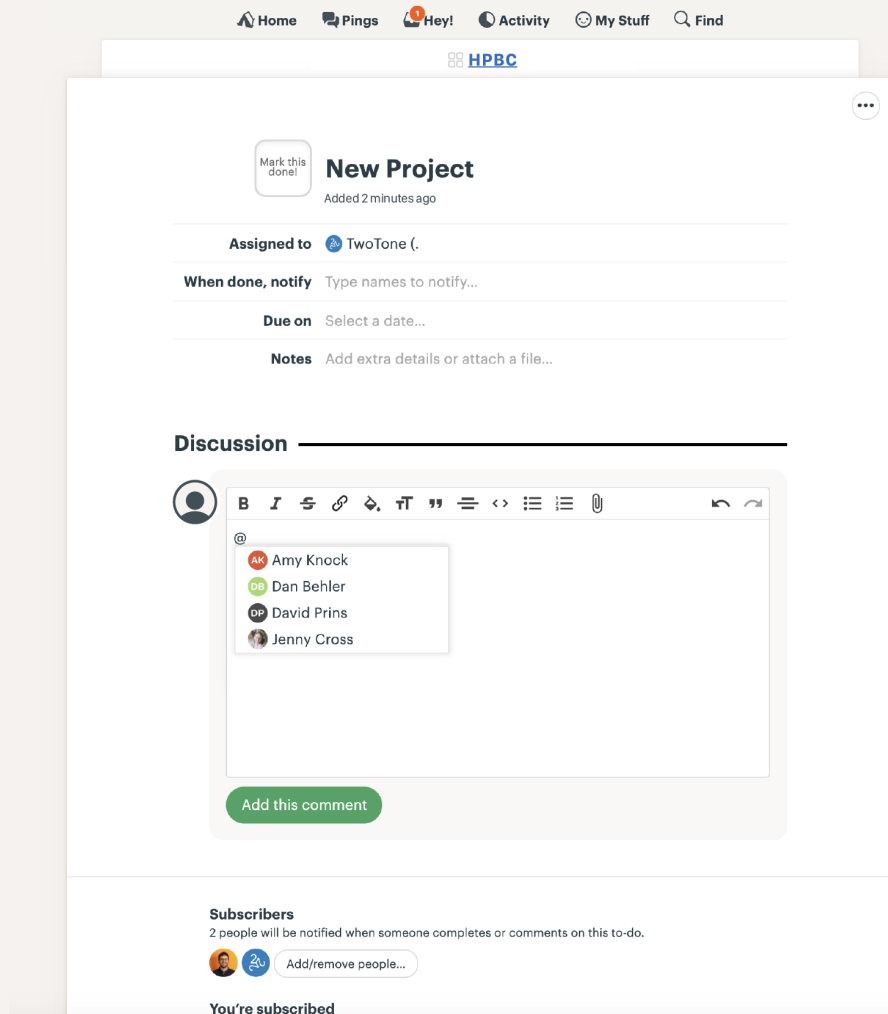 Home Pings 1 Hey! Activity My Stuff Find
HPBC
Mark this
done!
New Project
Added 2 minutes ago
Assigned to TwoTone (.
When done, notify Type names to notify...
Due on Select a date...
Notes Add extra details or attach a file...
Discussion
@
AK Amy Knock
DB Dan Behler
DP David Prins
Jenny Cross
Add this comment
Subscribers
2 people will be notified when someone completes or comments on this to-do.
Add/remove people...
You're subscribed